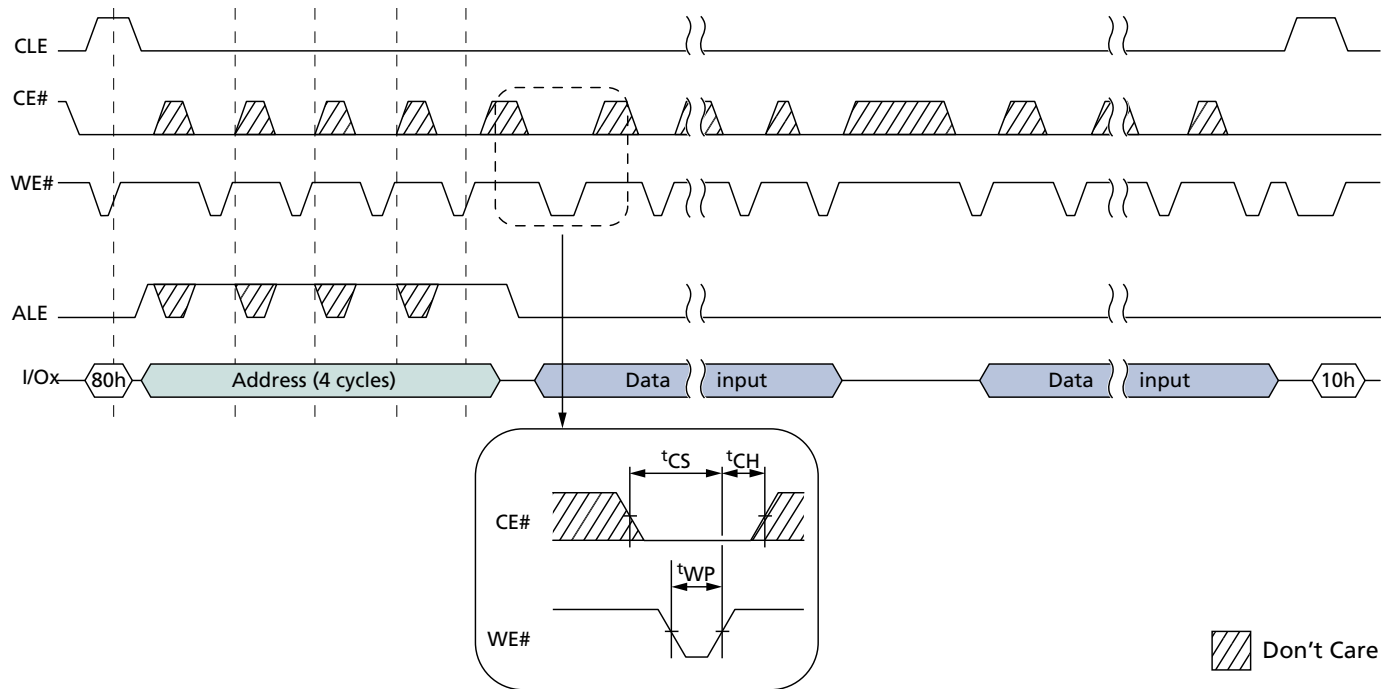 CLE
CE#
WE#
ALE
I/Ox 80h Address (4 cycles) Data input Data input 10h
tCS tCH
CE#
tWP
WE#
Don't Care